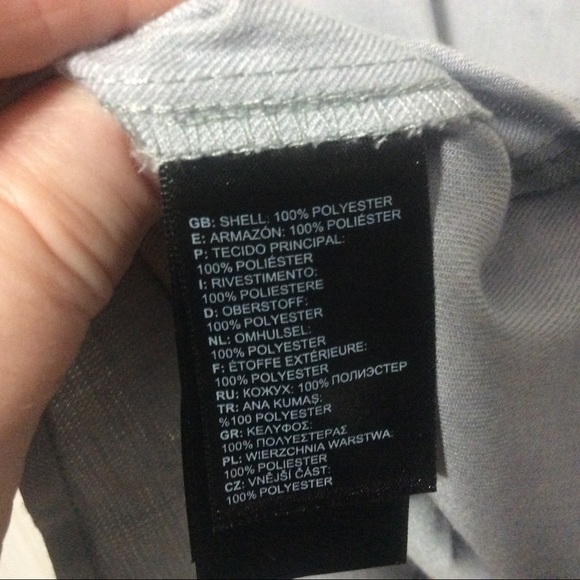 GB: SHELL: 100% POLYESTER
E: ARMAZÓN: 100% POLIÉSTER
P: TECIDO PRINCIPAL:
100% POLIÉSTER
I: RIVESTIMENTO:
100% POLIESTERE
D: OBERSTOFF:
100% POLYESTER
NL: OMHULSEL:
100% POLYESTER
F: ÉTOFFE EXTÉRIEURE:
100% POLYESTER
RU: КОЖУХ: 100% ПОЛИЭСТЕР
TR: ANA KUMAŞ:
%100 POLYESTER
GR: ΚΕΛΥΦΟΣ:
100% ΠΟΛΥΕΣΤΕΡΑΣ
PL: WIERZCHNIA WARSTWA:
100% POLIESTER
CZ: VNĚJŠÍ ČÁST:
100% POLYESTER